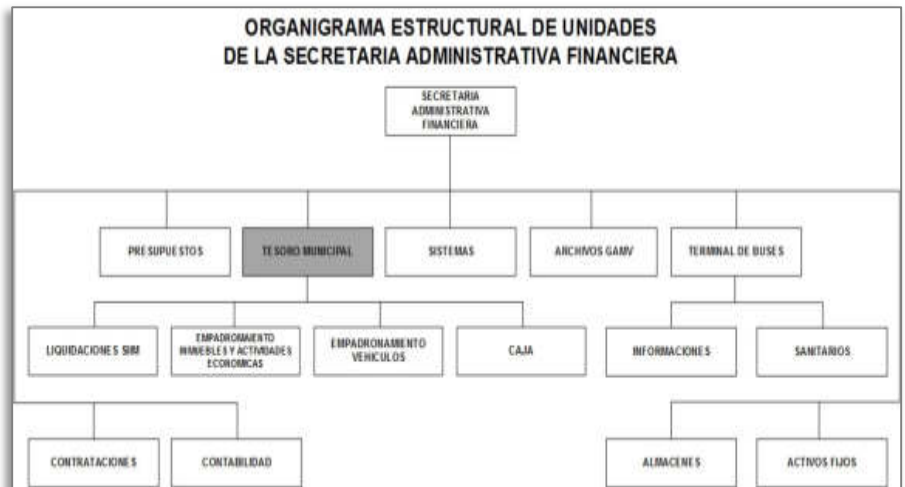 ORGANIGRAMA ESTRUCTURAL DE UNIDADES
DE LA SECRETARIA ADMINISTRATIVA FINANCIERA
SECRETARIA
ADMINISTRATIVA
FINANCIERA
PRESUPUESTOS
TESORO MUNICIPAL
SISTEMAS
ARCHIVOS GAMV
TERMINAL DE BUSES
LIQUIDACIONES SIIM
EMPADRONAMIENTO
INMUEBLES Y ACTIVIDADES
ECONOMICAS
EMPADRONAMIENTO
VEHICULOS
CAJA
INFORMACIONES
SANITARIOS
CONTRATACIONES
CONTABILIDAD
ALMACENES
ACTIVOS FIJOS